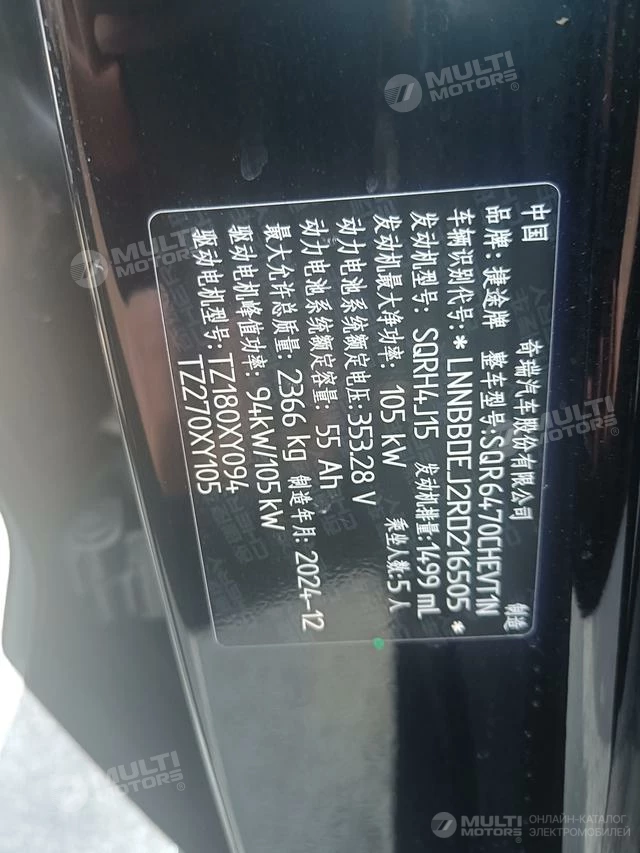 中国 奇瑞汽车股份有限公司 制造
品牌：捷途牌 整车型号：SQR6470CHEVT1N
车辆识别代号：*LNNBBDEJ2RD216505*
发动机型号：SQRH4J15 发动机排量：1499 mL
发动机最大净功率：105 kW 乘坐人数：5人
动力电池系统额定电压：353.28 V
动力电池系统额定容量：55 Ah
最大允许总质量：2366 kg 制造年月：2024-12
驱动电机峰值功率：94kW/105kW
驱动电机型号：TZ180XY094
TZ270XY105
MULTI MOTORS®
MULTI MOTORS®
MULTI MOTORS®
MULTI MOTORS® ОНЛАЙН-КАТАЛОГ ЭЛЕКТРОМОБИЛЕЙ